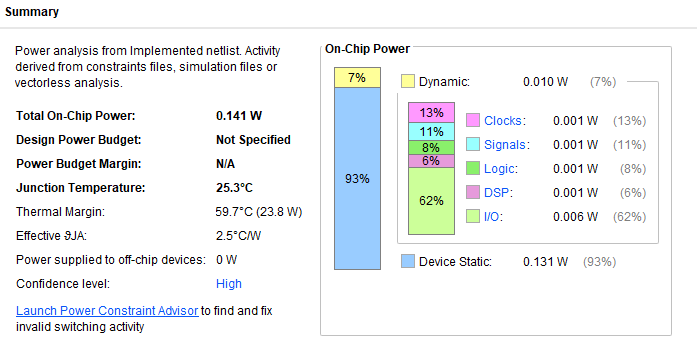 Summary
Power analysis from Implemented netlist. Activity
derived from constraints files, simulation files or
vectorless analysis.
Total On-Chip Power: 0.141 W
Design Power Budget: Not Specified
Power Budget Margin: N/A
Junction Temperature: 25.3°C
Thermal Margin: 59.7°C (23.8 W)
Effective ϑJA: 2.5°C/W
Power supplied to off-chip devices: 0 W
Confidence level: High
Launch Power Constraint Advisor to find and fix
invalid switching activity
On-Chip Power
7%
93%
Dynamic: 0.010 W (7%)
13%
11%
8%
6%
62%
Clocks: 0.001 W (13%)
Signals: 0.001 W (11%)
Logic: 0.001 W (8%)
DSP: 0.001 W (6%)
I/O: 0.006 W (62%)
Device Static: 0.131 W (93%)